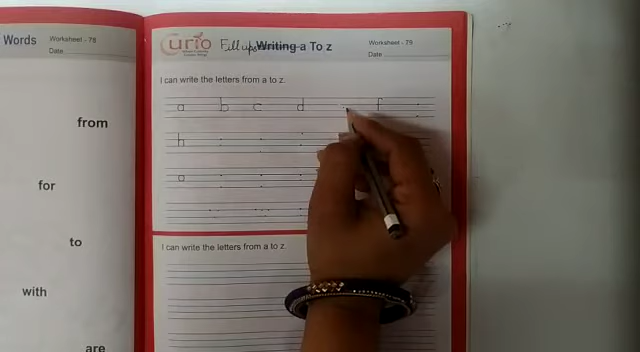 Words
Worksheet - 78
Date
from
for
to
with
are
Curio
Fill ups Writing a To z
Worksheet - 79
Date
I can write the letters from a to z.
a b c d f
h
o
I can write the letters from a to z.